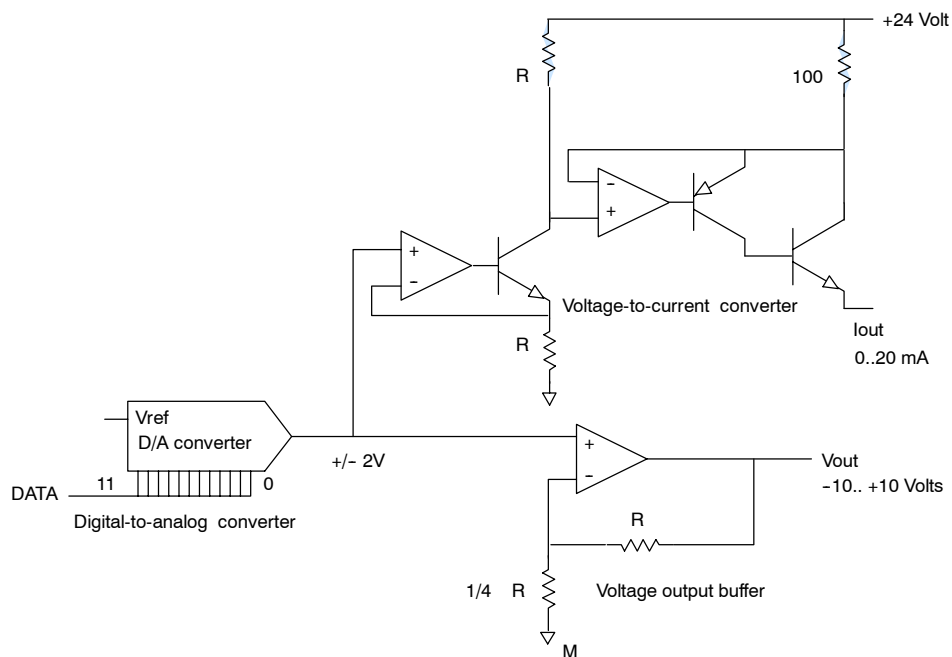 +24 Volt
R
100
-
+
+
-
Voltage-to-current converter
R
Iout
0..20 mA
Vref
D/A converter
+
+/- 2V
-
Vout
-10.. +10 Volts
11
0
DATA
Digital-to-analog converter
R
1/4 R
Voltage output buffer
M